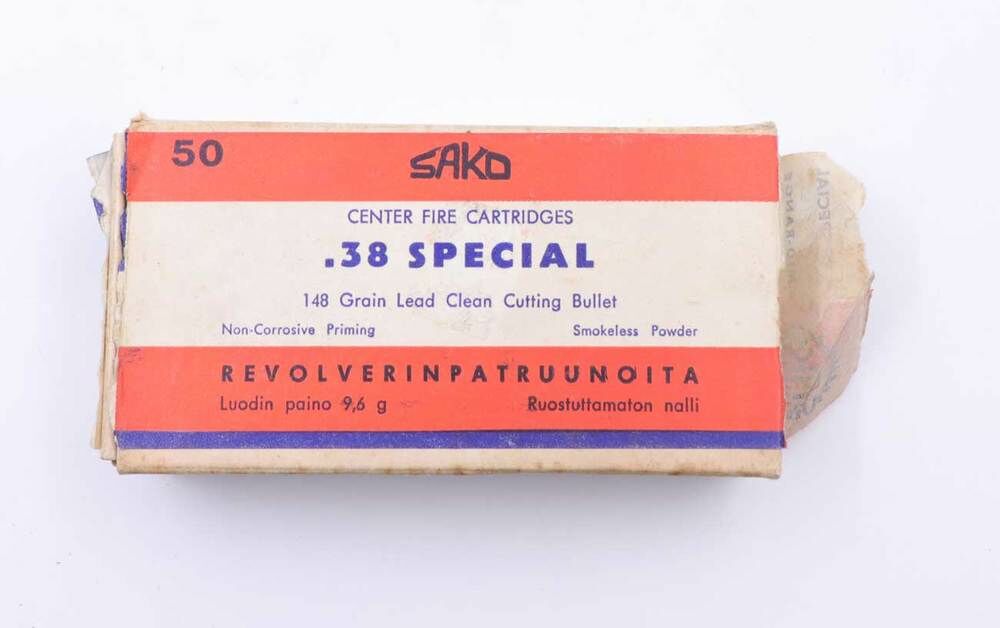 50
SAKO
CENTER FIRE CARTRIDGES
.38 SPECIAL
148 Grain Lead Clean Cutting Bullet
Non-Corrosive Priming Smokeless Powder
REVOLVERINPATRUUNOITA
Luodin paino 9,6 g Ruostuttamaton nalli
SPECIAL